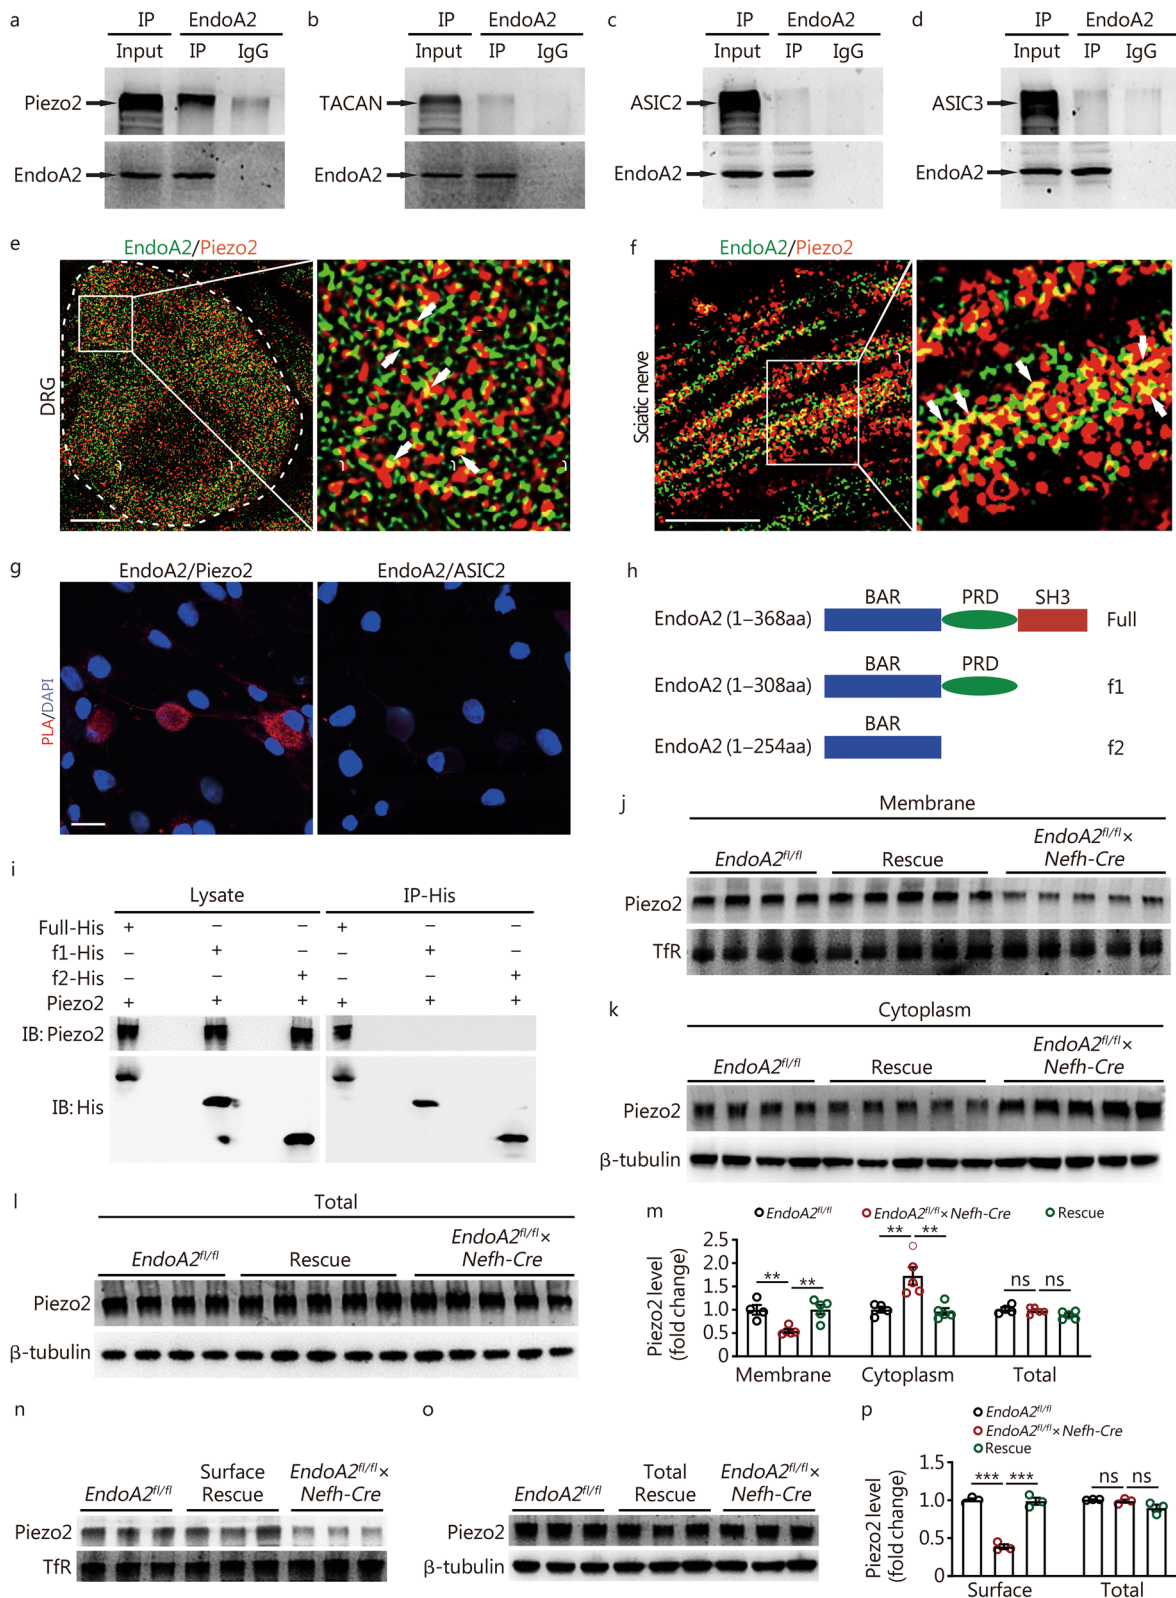 a
IP EndoA2
Input IP IgG
Piezo2
EndoA2
b
IP EndoA2
Input IP IgG
TACAN
EndoA2
c
IP EndoA2
Input IP IgG
ASIC2
EndoA2
d
IP EndoA2
Input IP IgG
ASIC3
EndoA2
e
EndoA2/Piezo2
DRG
f
EndoA2/Piezo2
Sciatic nerve
g
EndoA2/Piezo2 EndoA2/ASIC2
PLA/DAPI
h
BAR PRD SH3
EndoA2 (1–368aa) Full
BAR PRD
EndoA2 (1–308aa) f1
BAR
EndoA2 (1–254aa) f2
i
Lysate IP-His
Full-His + – – + – –
f1-His – + – – + –
f2-His – – + – – +
Piezo2 + + + + + +
IB: Piezo2
IB: His
j
Membrane
EndoA2fl/fl Rescue EndoA2fl/fl×
Nefh-Cre
Piezo2
TfR
k
Cytoplasm
EndoA2fl/fl Rescue EndoA2fl/fl×
Nefh-Cre
Piezo2
β-tubulin
l
Total
EndoA2fl/fl Rescue EndoA2fl/fl×
Nefh-Cre
Piezo2
β-tubulin
m
EndoA2fl/fl EndoA2fl/fl×Nefh-Cre Rescue
Piezo2 level
(fold change)
2.5
2.0
1.5
1.0
0.5
0
** ** ** ** ns ns
Membrane Cytoplasm Total
n
Surface
EndoA2fl/fl Rescue EndoA2fl/fl×
Nefh-Cre
Piezo2
TfR
o
Total
EndoA2fl/fl Rescue EndoA2fl/fl×
Nefh-Cre
Piezo2
β-tubulin
p
EndoA2fl/fl
EndoA2fl/fl×Nefh-Cre
Rescue
Piezo2 level
(fold change)
1.5
1.0
0.5
0
*** *** ns ns
Surface Total